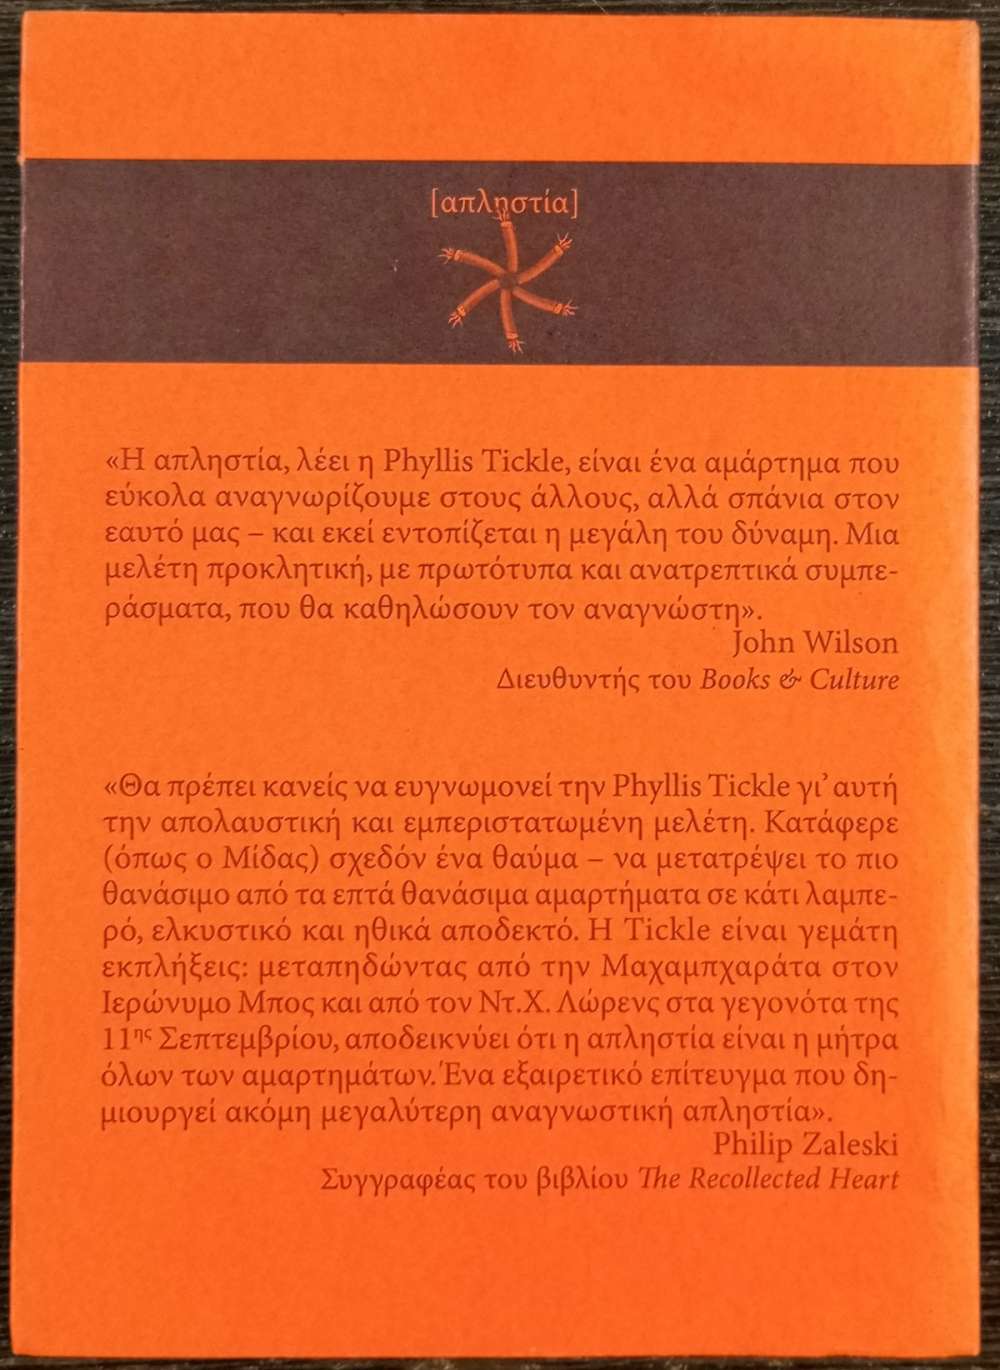 [απληστία]
«Η απληστία, λέει η Phyllis Tickle, είναι ένα αμάρτημα που
εύκολα αναγνωρίζουμε στους άλλους, αλλά σπάνια στον
εαυτό μας – και εκεί εντοπίζεται η μεγάλη του δύναμη. Μια
μελέτη προκλητική, με πρωτότυπα και ανατρεπτικά συμπε-
ράσματα, που θα καθηλώσουν τον αναγνώστη».
John Wilson
Διευθυντής του Books & Culture
«Θα πρέπει κανείς να ευγνωμονεί την Phyllis Tickle γι’ αυτή
την απολαυστική και εμπεριστατωμένη μελέτη. Κατάφερε
(όπως ο Μίδας) σχεδόν ένα θαύμα – να μετατρέψει το πιο
θανάσιμο από τα επτά θανάσιμα αμαρτήματα σε κάτι λαμπε-
ρό, ελκυστικό και ηθικά αποδεκτό. Η Tickle είναι γεμάτη
εκπλήξεις: μεταπηδώντας από την Μαχαμπχαράτα στον
Ιερώνυμο Μπος και από τον Ντ.Χ. Λώρενς στα γεγονότα της
11ης Σεπτεμβρίου, αποδεικνύει ότι η απληστία είναι η μήτρα
όλων των αμαρτημάτων. Ένα εξαιρετικό επίτευγμα που δη-
μιουργεί ακόμη μεγαλύτερη αναγνωστική απληστία».
Philip Zaleski
Συγγραφέας του βιβλίου The Recollected Heart